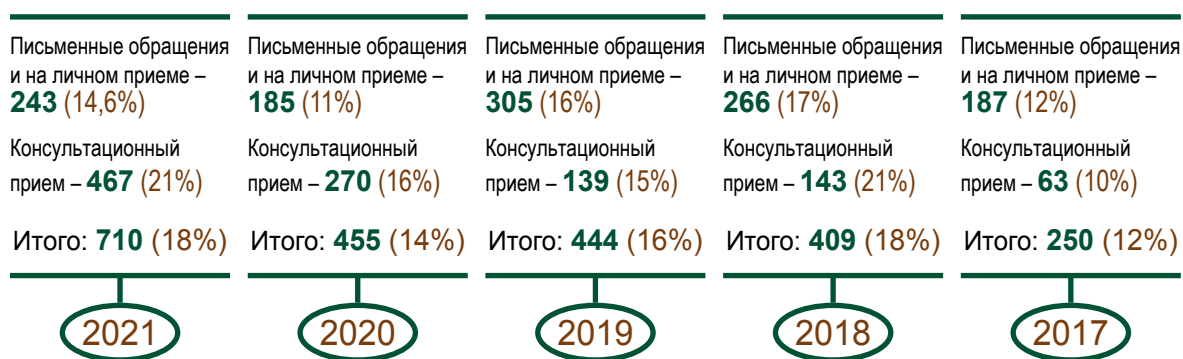 Письменные обращения
и на личном приеме –
243 (14,6%)
Консультационный
прием – 467 (21%)
Итого: 710 (18%)
2021
Письменные обращения
и на личном приеме –
185 (11%)
Консультационный
прием – 270 (16%)
Итого: 455 (14%)
2020
Письменные обращения
и на личном приеме –
305 (16%)
Консультационный
прием – 139 (15%)
Итого: 444 (16%)
2019
Письменные обращения
и на личном приеме –
266 (17%)
Консультационный
прием – 143 (21%)
Итого: 409 (18%)
2018
Письменные обращения
и на личном приеме –
187 (12%)
Консультационный
прием – 63 (10%)
Итого: 250 (12%)
2017